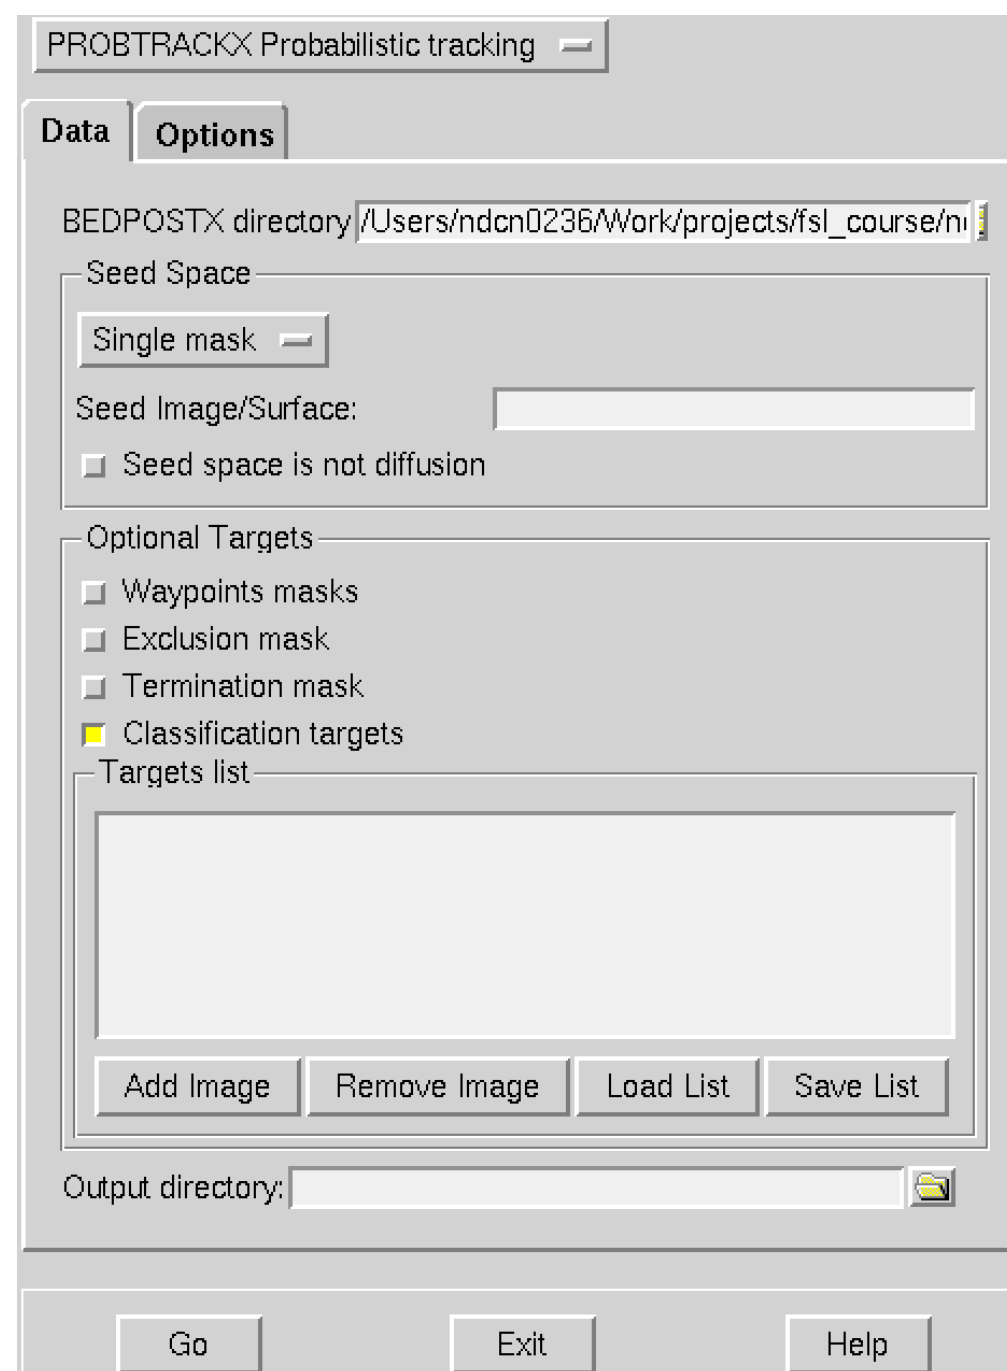 PROBTRACKX Probabilistic tracking
Data Options
BEDPOSTX directory /Users/ndcn0236/Work/projects/fsl_course/
Seed Space
Single mask
Seed Image/Surface:
Seed space is not diffusion
Optional Targets
Waypoints masks
Exclusion mask
Termination mask
Classification targets
Targets list
Add Image Remove Image Load List Save List
Output directory:
Go Exit Help